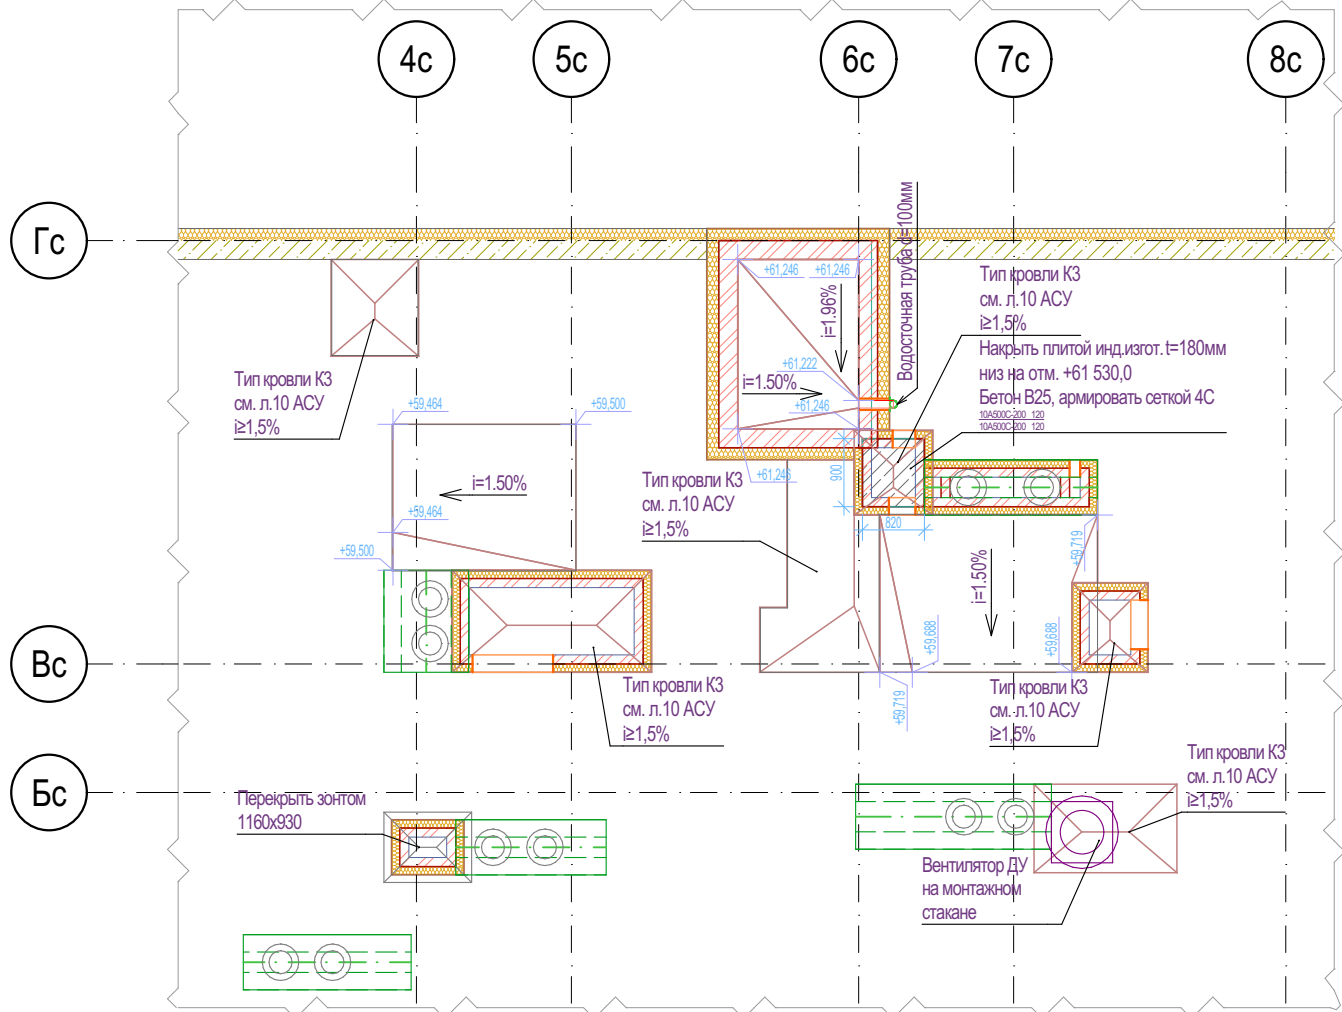 4с
5с
6с
7с
8с
Гс
Вс
Бс
Водосточная труба d=100мм
+61,246
+61,246
i=1.96%
+61,222
i=1.50%
+61,246
+61,246
Тип кровли К3
см. л.10 АСУ
i≥1,5%
Накрыть плитой инд.изгот. t=180мм
низ на отм. +61 530,0
Бетон В25, армировать сеткой 4С
10А500С-200 120
10А500С-200 120
Тип кровли К3
см. л.10 АСУ
i≥1,5%
+59,464
+59,500
i=1.50%
+59,464
+59,500
Тип кровли К3
см. л.10 АСУ
i≥1,5%
900
820
+59,719
i=1.50%
+59,688
+59,688
+59,719
Тип кровли К3
см. л.10 АСУ
i≥1,5%
Тип кровли К3
см. л.10 АСУ
i≥1,5%
Тип кровли К3
см. л.10 АСУ
i≥1,5%
Перекрыть зонтом
1160х930
Вентилятор ДУ
на монтажном
стакане